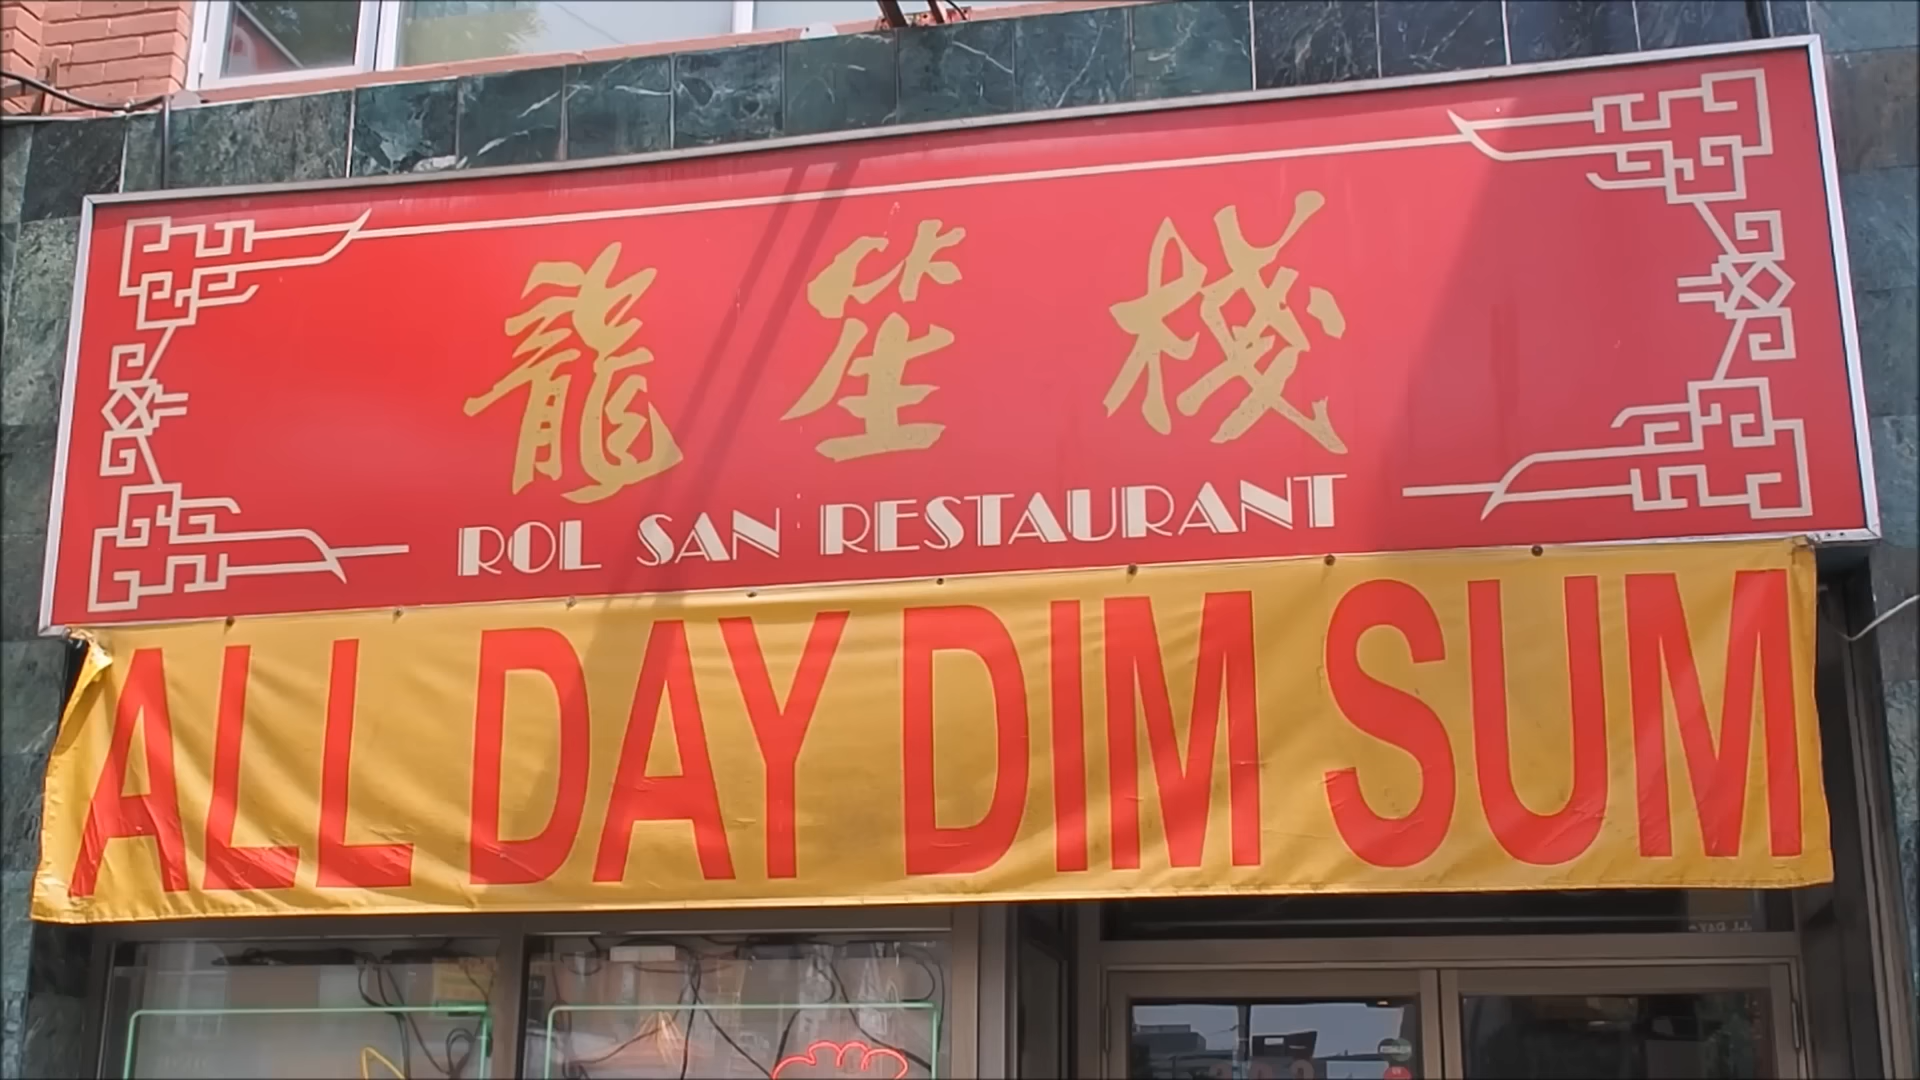 龍笙棧
ROL SAN RESTAURANT
ALL DAY DIM SUM